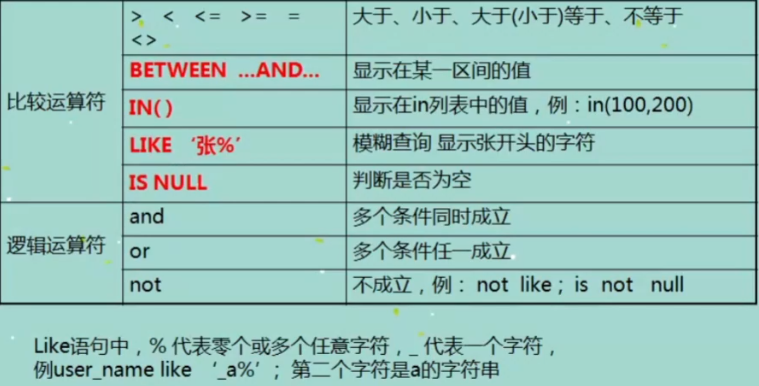 > < <= >= = 大于、小于、大于(小于)等于、不等于
<>
比较运算符
BETWEEN ...AND... 显示在某一区间的值
IN( ) 显示在in列表中的值，例：in(100,200)
LIKE ‘张%’ 模糊查询 显示张开头的字符
IS NULL 判断是否为空
逻辑运算符
and 多个条件同时成立
or 多个条件任一成立
not 不成立，例： not like； is not null
Like语句中，% 代表零个或多个任意字符，_ 代表一个字符，
例user_name like ‘_a%’； 第二个字符是a的字符串